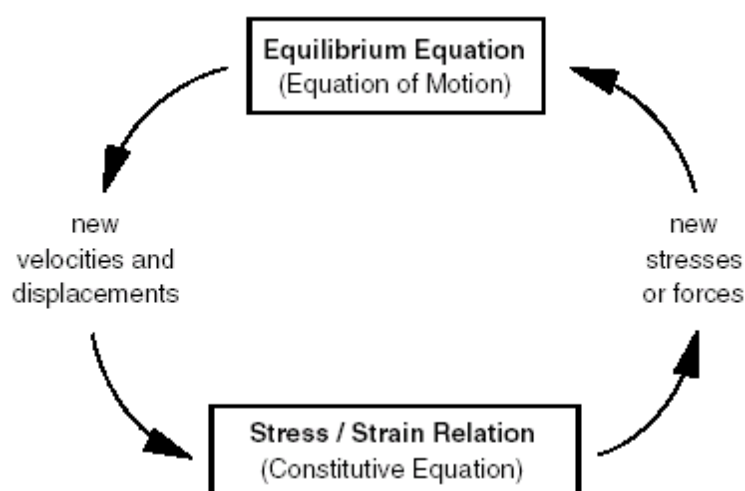 Equilibrium Equation
(Equation of Motion)
new
velocities and
displacements
new
stresses
or forces
Stress / Strain Relation
(Constitutive Equation)